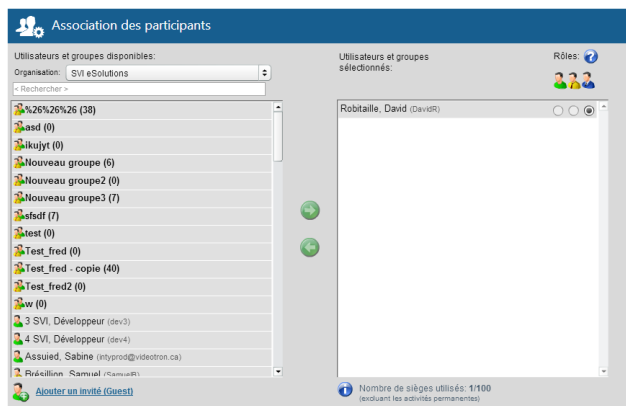 Association des participants
Utilisateurs et groupes disponibles:
Organisation: SVI eSolutions
< Rechercher >
%26%26%26 (38)
asd (0)
ikujyt (0)
Nouveau groupe (6)
Nouveau groupe2 (0)
Nouveau groupe3 (7)
sfsdf (7)
test (0)
Test_fred (0)
Test_fred - copie (40)
Test_fred2 (0)
w (0)
3 SVI, Développeur (dev3)
4 SVI, Développeur (dev4)
Assuied, Sabine (intyprod@videotron.ca)
Brésillion, Samuel (SamuelB)
Ajouter un invité (Guest)
Utilisateurs et groupes
sélectionnés:
Rôles:
Robitaille, David (DavidR)
Nombre de sièges utilisés: 1/100
(excluant les activités permanentes)